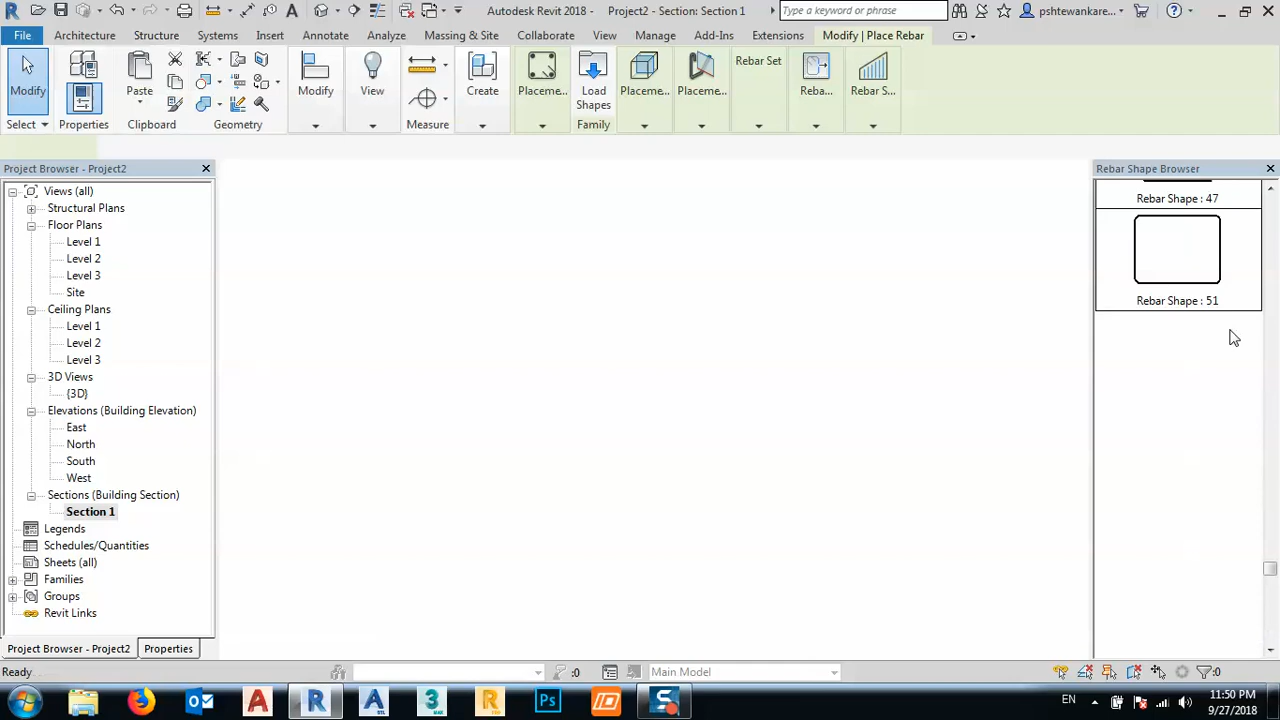 Autodesk Revit 2018 - Project2 - Section: Section 1
Type a keyword or phrase
pshtewankare...
File
Architecture
Structure
Systems
Insert
Annotate
Analyze
Massing & Site
Collaborate
View
Manage
Add-Ins
Extensions
Modify | Place Rebar
Modify
Paste
Modify
View
Create
Placeme...
Load
Shapes
Placeme...
Placeme...
Rebar Set
Reba...
Rebar S...
Select
Properties
Clipboard
Geometry
Measure
Family
Project Browser - Project2
Views (all)
Structural Plans
Floor Plans
Level 1
Level 2
Level 3
Site
Ceiling Plans
Level 1
Level 2
Level 3
3D Views
{3D}
Elevations (Building Elevation)
East
North
South
West
Sections (Building Section)
Section 1
Legends
Schedules/Quantities
Sheets (all)
Families
Groups
Revit Links
Project Browser - Project2
Properties
Rebar Shape Browser
Rebar Shape : 47
Rebar Shape : 51
Ready
:0
Main Model
:0
EN
11:50 PM
9/27/2018